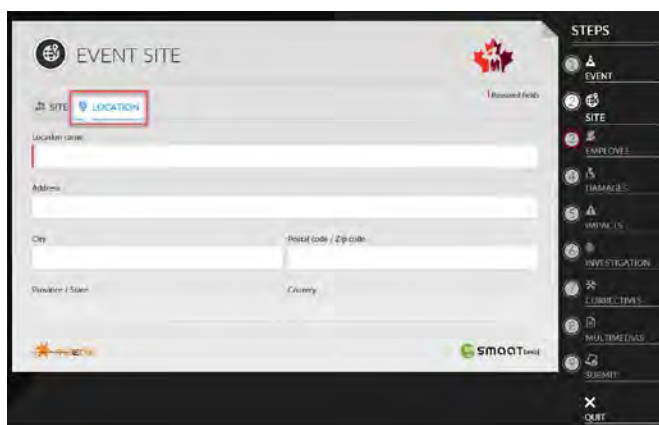 EVENT SITE
SITE
LOCATION
Required fields
Location name
Address
City
Postal code / Zip code
Province / State
Country
smaat
STEPS
1
EVENT
2
SITE
3
EMPLOYEE
4
DAMAGES
5
IMPACTS
6
INVESTIGATION
7
CORRECTIVES
8
MULTIMEDIAS
9
SUBMIT
QUIT